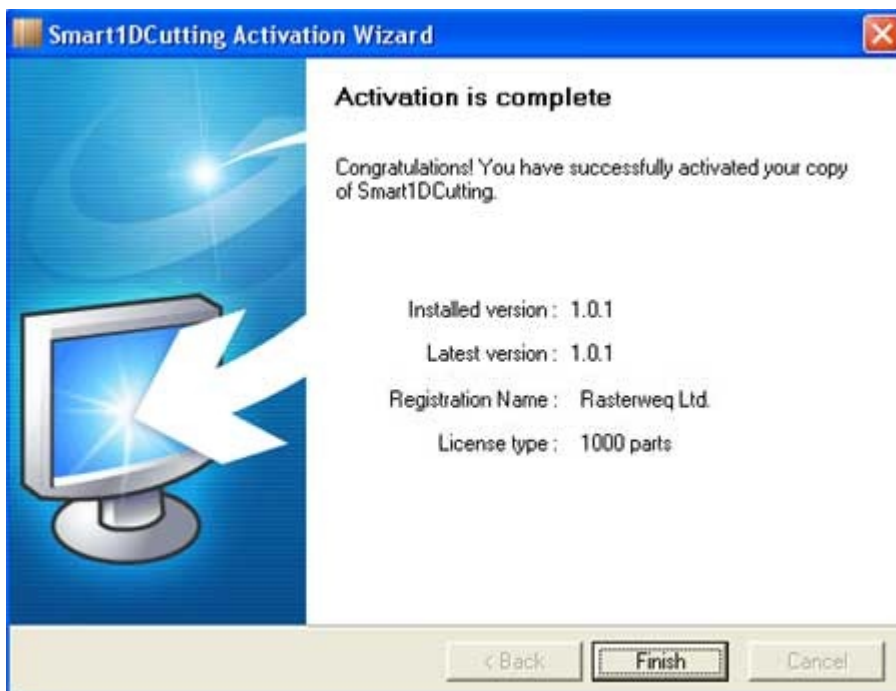 Smart1DCutting Activation Wizard
Activation is complete
Congratulations! You have successfully activated your copy
of Smart1DCutting.
Installed version : 1.0.1
Latest version : 1.0.1
Registration Name : Rasterweq Ltd.
License type : 1000 parts
< Back Finish Cancel